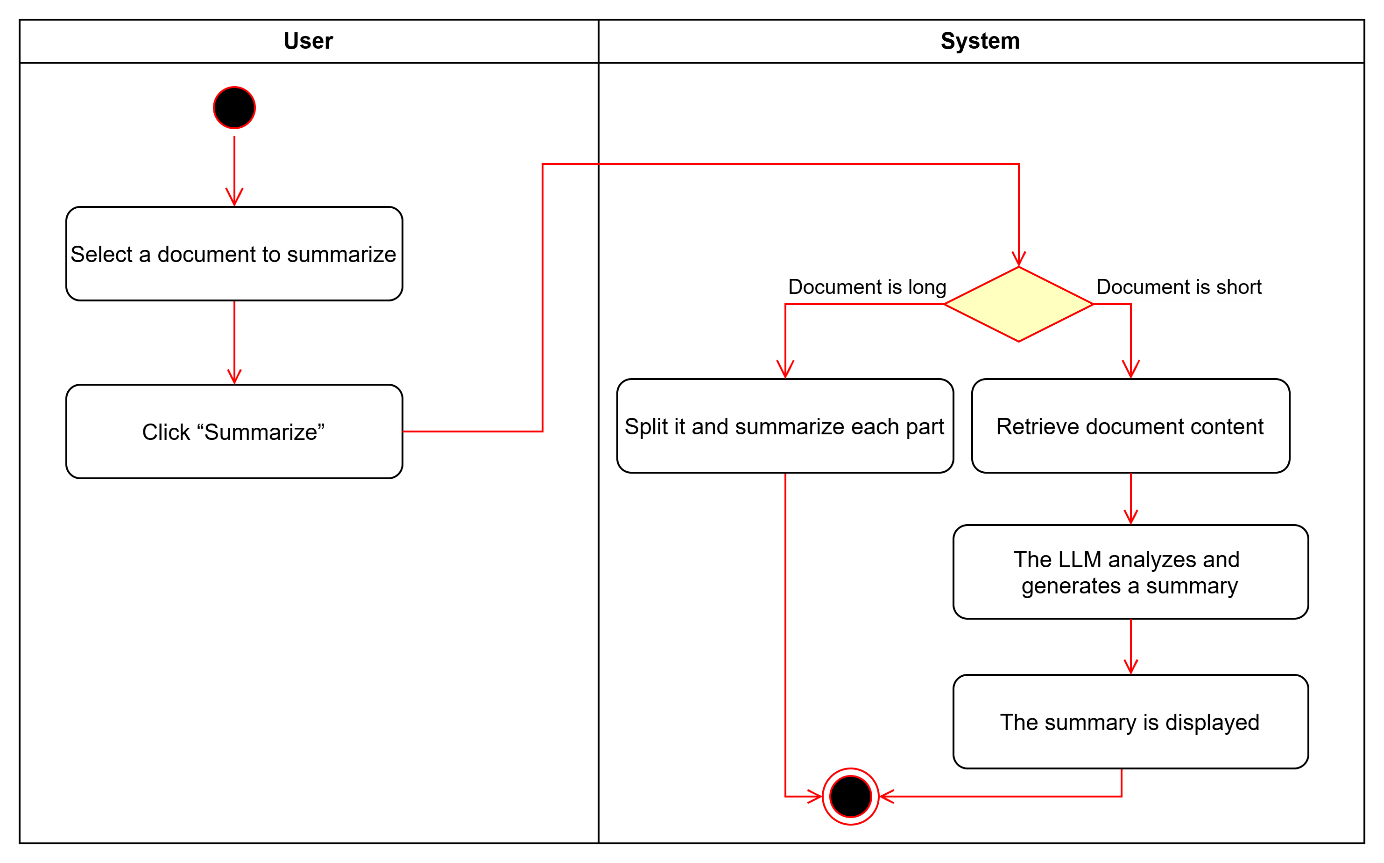 User
System
Select a document to summarize
Click “Summarize”
Document is long
Document is short
Split it and summarize each part
Retrieve document content
The LLM analyzes and
generates a summary
The summary is displayed